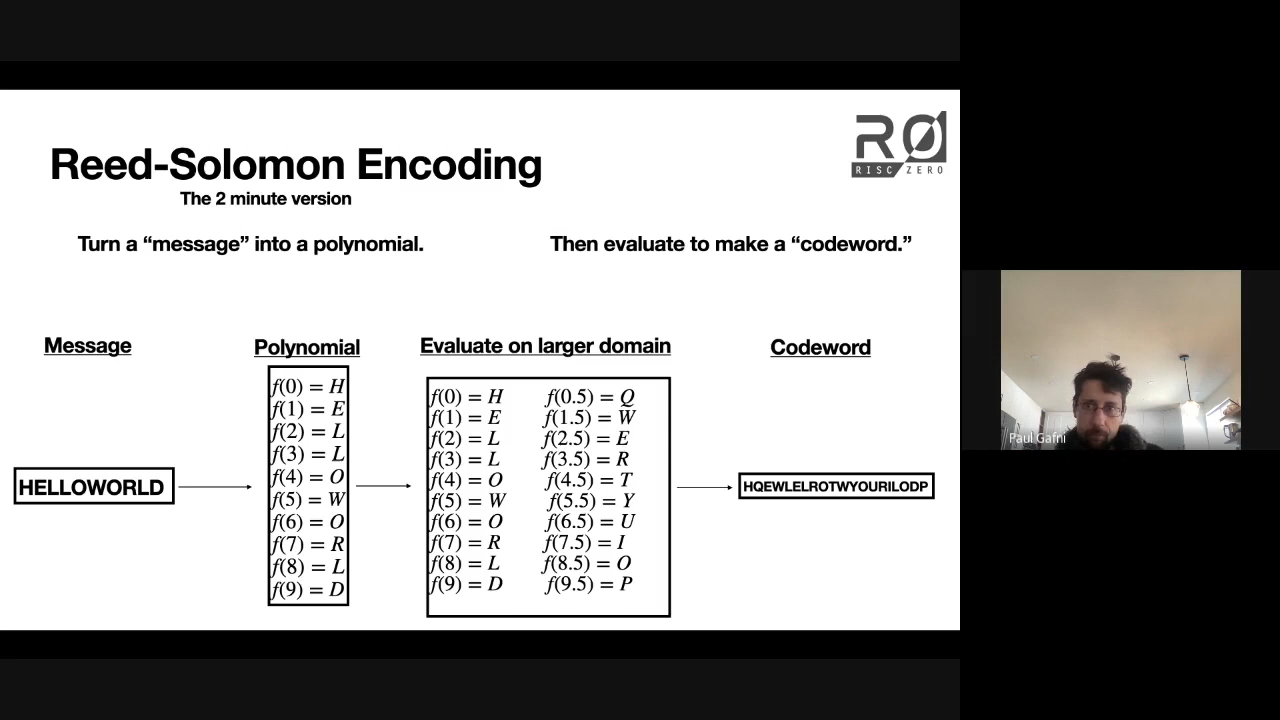 Reed-Solomon Encoding
The 2 minute version
RØ
RISC ZERO
Turn a “message” into a polynomial.
Then evaluate to make a “codeword.”
Message
HELLOWORLD
Polynomial
f(0) = H
f(1) = E
f(2) = L
f(3) = L
f(4) = O
f(5) = W
f(6) = O
f(7) = R
f(8) = L
f(9) = D
Evaluate on larger domain
f(0) = H f(0.5) = Q
f(1) = E f(1.5) = W
f(2) = L f(2.5) = E
f(3) = L f(3.5) = R
f(4) = O f(4.5) = T
f(5) = W f(5.5) = Y
f(6) = O f(6.5) = U
f(7) = R f(7.5) = I
f(8) = L f(8.5) = O
f(9) = D f(9.5) = P
Codeword
HQEWLELROTWYOURILODP
Paul Gafni